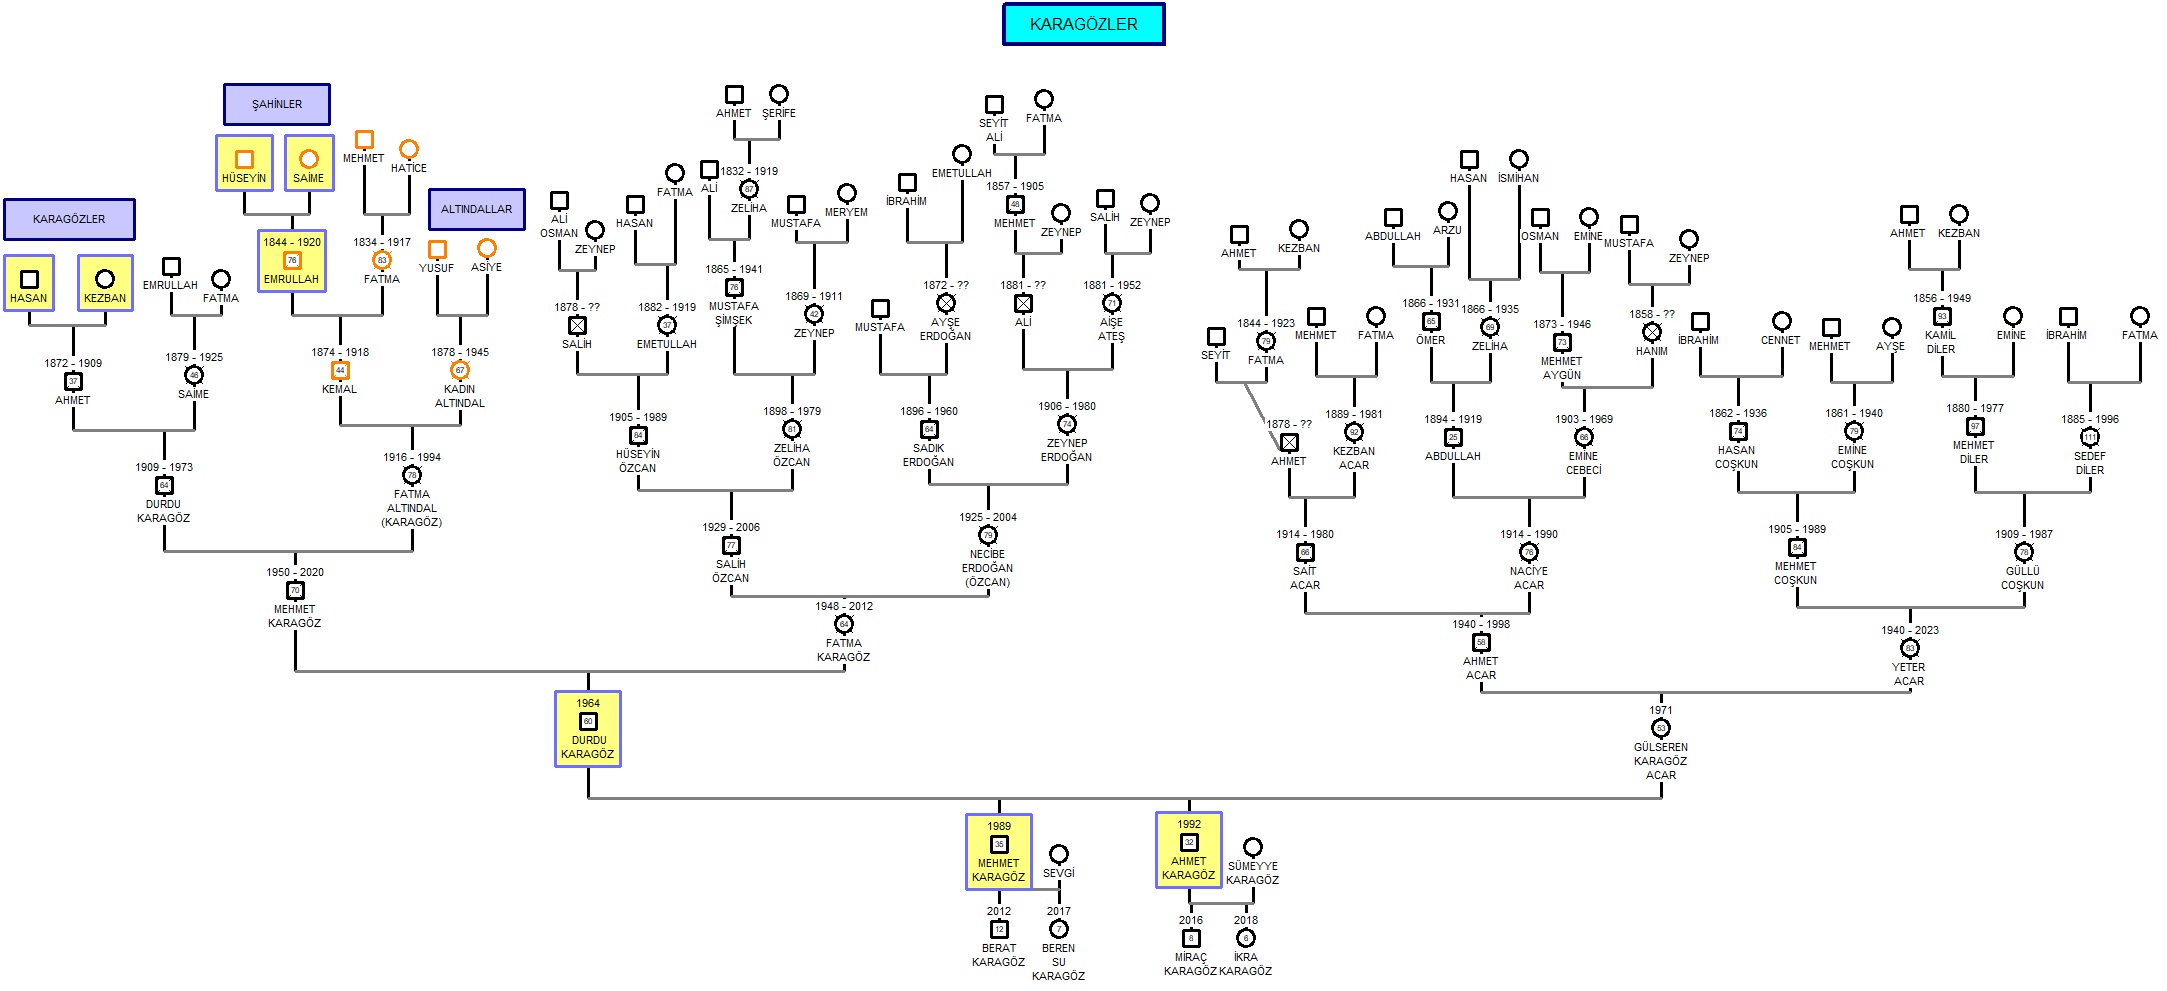 KARAGÖZLER
ŞAHİNLER
HÜSEYİN
SAİME
MEHMET
HATİCE
1844 - 1920
76
EMRULLAH
1834 - 1917
83
FATMA
ALTINDALLAR
YUSUF
ASİYE
KARAGÖZLER
HASAN
KEZBAN
EMRULLAH
FATMA
1872 - 1909
37
AHMET
1879 - 1925
46
SAİME
1874 - 1918
44
KEMAL
1878 - 1945
67
KADIN
ALTINDAL
1909 - 1973
64
DURDU
KARAGÖZ
1916 - 1994
78
FATMA
ALTINDAL
(KARAGÖZ)
1950 - 2020
70
MEHMET
KARAGÖZ
ALİ
OSMAN
ZEYNEP
HASAN
FATMA
1878 - ??
SALİH
1882 - 1919
37
EMETULLAH
AHMET
ŞERİFE
ALİ
1832 - 1919
87
ZELİHA
MUSTAFA
MERYEM
1865 - 1941
76
MUSTAFA
ŞİMŞEK
1869 - 1911
42
ZEYNEP
1905 - 1989
84
HÜSEYİN
ÖZCAN
1898 - 1979
81
ZELİHA
ÖZCAN
1929 - 2006
77
SALİH
ÖZCAN
İBRAHİM
EMETULLAH
MUSTAFA
1872 - ??
AYŞE
ERDOĞAN
SEYİT
ALİ
FATMA
1857 - 1905
48
MEHMET
ZEYNEP
SALİH
ZEYNEP
1881 - ??
ALİ
1881 - 1952
71
AİŞE
ATEŞ
1896 - 1960
64
SADIK
ERDOĞAN
1906 - 1980
74
ZEYNEP
ERDOĞAN
1925 - 2004
79
NECİBE
ERDOĞAN
(ÖZCAN)
1948 - 2012
64
FATMA
KARAGÖZ
AHMET
KEZBAN
SEYİT
1844 - 1923
79
FATMA
MEHMET
FATMA
1878 - ??
AHMET
1889 - 1981
92
KEZBAN
ACAR
1914 - 1980
66
SAİT
ACAR
ABDULLAH
ARZU
HASAN
İSMİHAN
1866 - 1931
65
ÖMER
1866 - 1935
69
ZELİHA
OSMAN
EMİNE
MUSTAFA
ZEYNEP
1873 - 1946
73
MEHMET
AYGÜN
1858 - ??
HANIM
1894 - 1919
25
ABDULLAH
1903 - 1969
66
EMİNE
CEBECİ
1914 - 1990
76
NACİYE
ACAR
1940 - 1998
58
AHMET
ACAR
İBRAHİM
CENNET
MEHMET
AYŞE
1862 - 1936
74
HASAN
COŞKUN
1861 - 1940
79
EMİNE
COŞKUN
1905 - 1989
84
MEHMET
COŞKUN
AHMET
KEZBAN
1856 - 1949
93
KAMİL
DİLER
EMİNE
İBRAHİM
FATMA
1880 - 1977
97
MEHMET
DİLER
1885 - 1996
111
SEDEF
DİLER
1909 - 1987
78
GÜLLÜ
COŞKUN
1940 - 2023
83
YETER
ACAR
1964
60
DURDU
KARAGÖZ
1971
53
GÜLSEREN
KARAGÖZ
ACAR
1989
35
MEHMET
KARAGÖZ
SEVGİ
1992
32
AHMET
KARAGÖZ
SÜMEYYE
KARAGÖZ
2012
12
BERAT
KARAGÖZ
2017
7
BEREN
SU
KARAGÖZ
2016
8
MİRAÇ
KARAGÖZ
2018
6
İKRA
KARAGÖZ